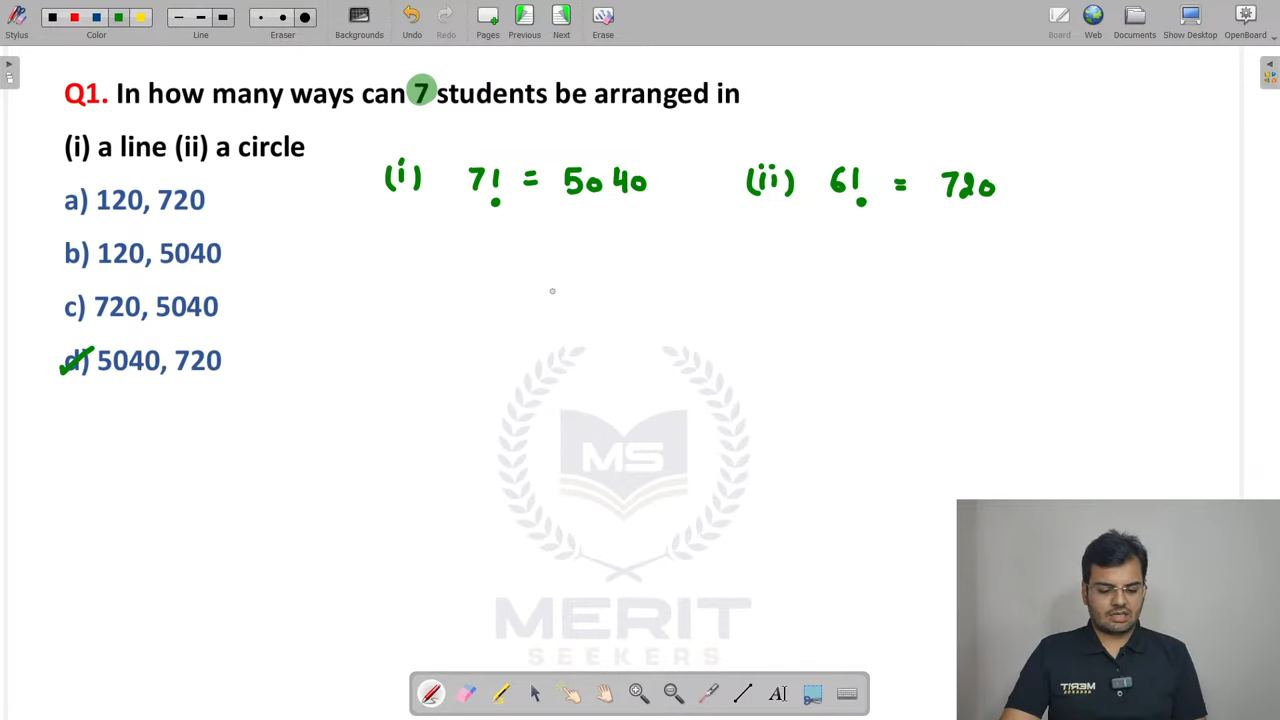 Stylus Color Line Eraser Backgrounds Undo Redo Pages Previous Next Erase Board Web Documents Show Desktop OpenBoard
Q1. In how many ways can 7 students be arranged in
(i) a line (ii) a circle
(i) 7! = 5040 (ii) 6! = 720
a) 120, 720
b) 120, 5040
c) 720, 5040
d) 5040, 720
MS
MERIT
SEEKERS
MERIT
SEEKERS